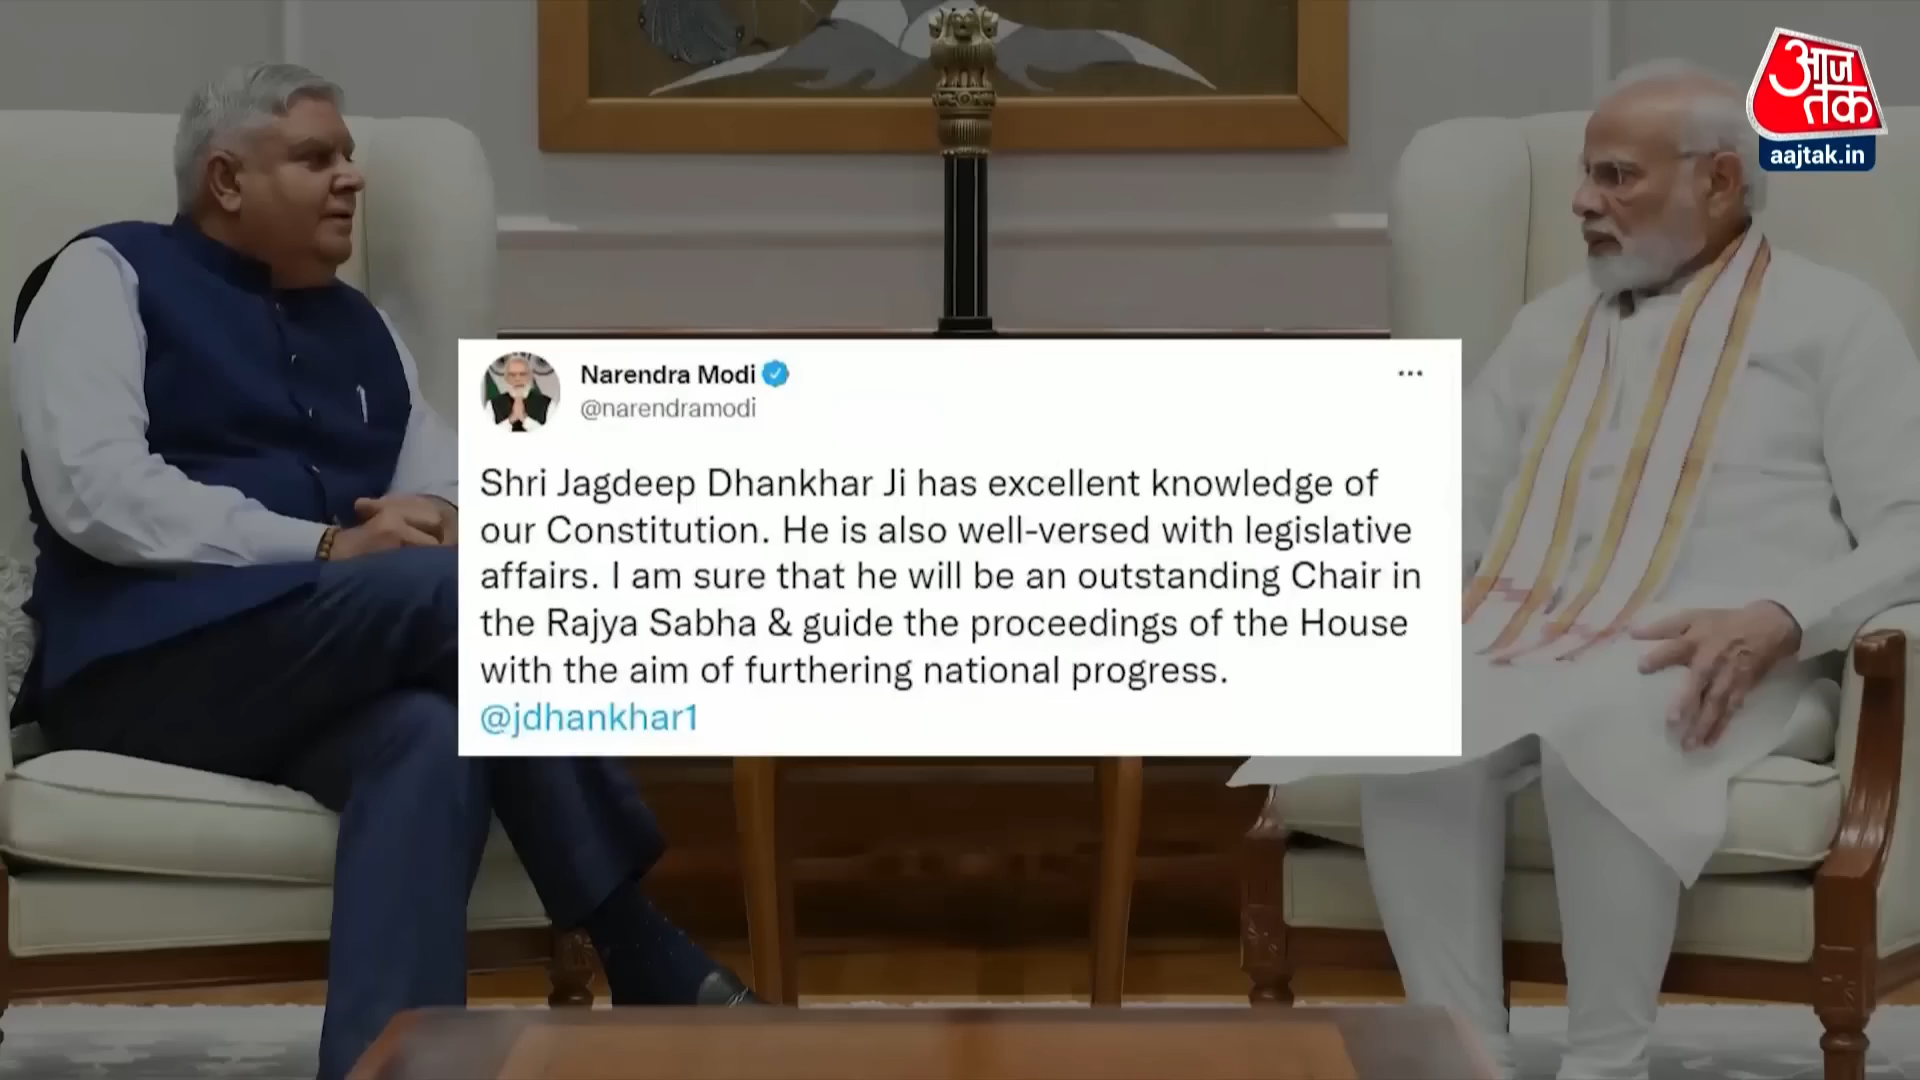 आज
तक
aajtak.in
Narendra Modi
@narendramodi
Shri Jagdeep Dhankhar Ji has excellent knowledge of
our Constitution. He is also well-versed with legislative
affairs. I am sure that he will be an outstanding Chair in
the Rajya Sabha & guide the proceedings of the House
with the aim of furthering national progress.
@jdhankhar1